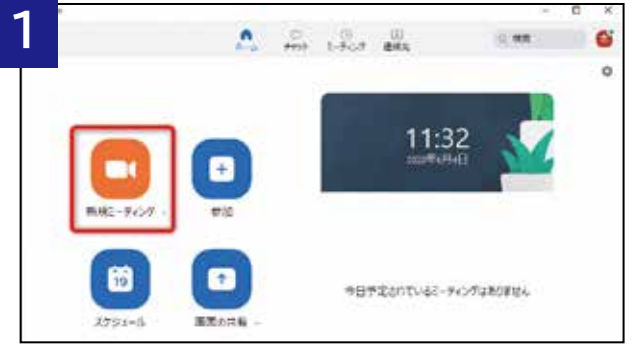 1
ホーム チャット ミーティング 連絡先 検索
11:32
新規ミーティング 参加
19
スケジュール 画面の共有
今日予定されているミーティングはありません